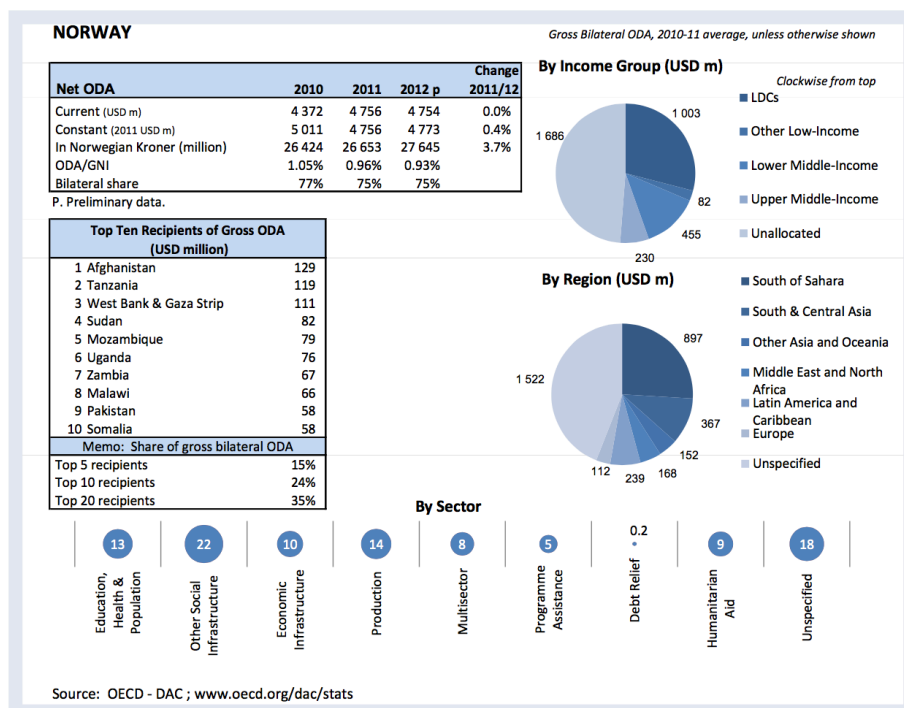 NORWAY
Gross Bilateral ODA, 2010-11 average, unless otherwise shown
Change
Net ODA 2010 2011 2012 p 2011/12
Current (USD m) 4 372 4 756 4 754 0.0%
Constant (2011 USD m) 5 011 4 756 4 773 0.4%
In Norwegian Kroner (million) 26 424 26 653 27 645 3.7%
ODA/GNI 1.05% 0.96% 0.93%
Bilateral share 77% 75% 75%
P. Preliminary data.
By Income Group (USD m)
Clockwise from top
1 003
82
455
230
1 686
LDCs
Other Low-Income
Lower Middle-Income
Upper Middle-Income
Unallocated
Top Ten Recipients of Gross ODA
(USD million)
1 Afghanistan 129
2 Tanzania 119
3 West Bank & Gaza Strip 111
4 Sudan 82
5 Mozambique 79
6 Uganda 76
7 Zambia 67
8 Malawi 66
9 Pakistan 58
10 Somalia 58
Memo: Share of gross bilateral ODA
Top 5 recipients 15%
Top 10 recipients 24%
Top 20 recipients 35%
By Region (USD m)
897
367
152
168
239
112
1 522
South of Sahara
South & Central Asia
Other Asia and Oceania
Middle East and North
Africa
Latin America and
Caribbean
Europe
Unspecified
By Sector
13
22
10
14
8
5
0.2
9
18
Education,
Health &
Population
Other Social
Infrastructure
Economic
Infrastructure
Production
Multisector
Programme
Assistance
Debt Relief
Humanitarian
Aid
Unspecified
Source: OECD - DAC ; www.oecd.org/dac/stats